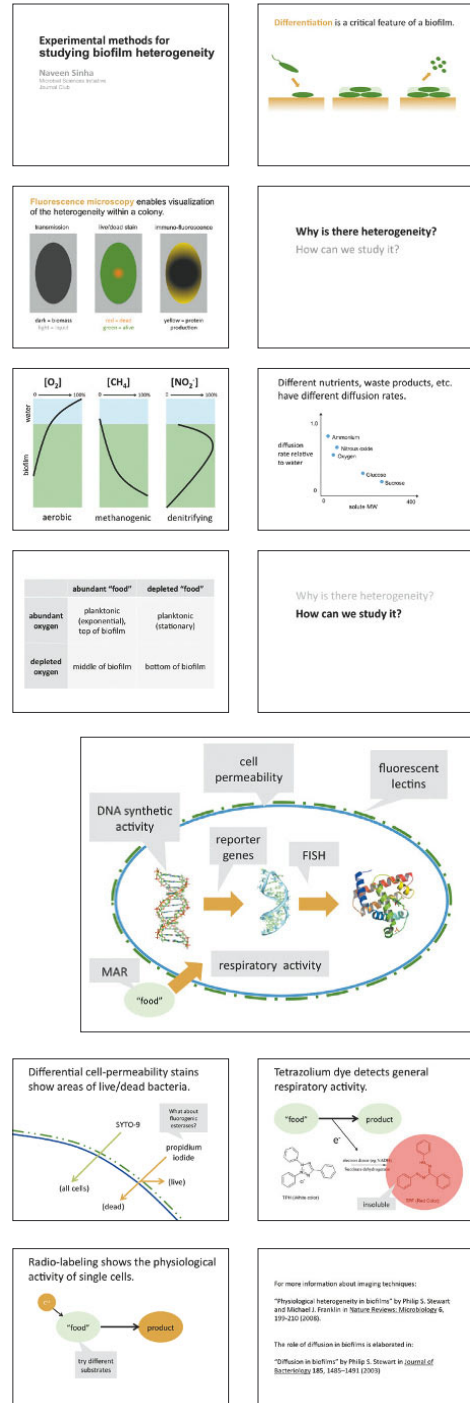 Experimental methods for
studying biofilm heterogeneity
Naveen Sinha
Microbial Sciences Initiative
Journal Club
Differentiation is a critical feature of a biofilm.
Fluorescence microscopy enables visualization
of the heterogeneity within a colony.
transmission
live/dead stain
immuno-fluorescence
dark = biomass
light = liquid
red = dead
green = alive
yellow = protein
production
Why is there heterogeneity?
How can we study it?
[O₂]
[CH₄]
[NO₂⁻]
0 100%
0 100%
0 100%
water
biofilm
aerobic
methanogenic
denitrifying
Different nutrients, waste products, etc.
have different diffusion rates.
1.0
diffusion
rate relative
to water
Ammonium
Nitrous oxide
Oxygen
Glucose
Sucrose
0
0
400
solute MW
abundant "food"
depleted "food"
abundant
oxygen
planktonic
(exponential),
top of biofilm
planktonic
(stationary)
depleted
oxygen
middle of biofilm
bottom of biofilm
Why is there heterogeneity?
How can we study it?
cell
permeability
fluorescent
lectins
DNA synthetic
activity
reporter
genes
FISH
MAR
respiratory activity
"food"
Differential cell-permeability stains
show areas of live/dead bacteria.
SYTO-9
What about
fluorogenic
esterases?
propidium
iodide
(all cells)
(live)
(dead)
Tetrazolium dye detects general
respiratory activity.
"food"
product
e⁻
insoluble
Radio-labeling shows the physiological
activity of single cells.
"food"
product
try different
substrates
For more information about imaging techniques:
"Physiological heterogeneity in biofilms" by Philip S. Stewart
and Michael J. Franklin in Nature Reviews: Microbiology 6,
199-210 (2008).
The role of diffusion in biofilms is elaborated in:
"Diffusion in biofilms" by Philip S. Stewart in Journal of
Bacteriology 185, 1485–1491 (2003)